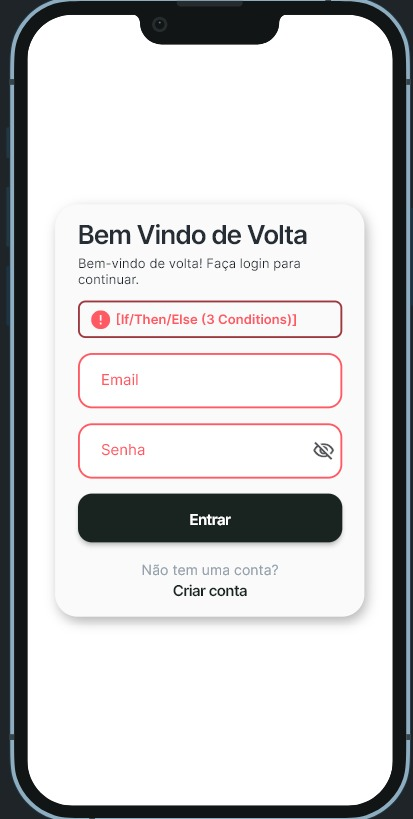 Bem Vindo de Volta
Bem-vindo de volta! Faça login para
continuar.
[If/Then/Else (3 Conditions)]
Email
Senha
Entrar
Não tem uma conta?
Criar conta